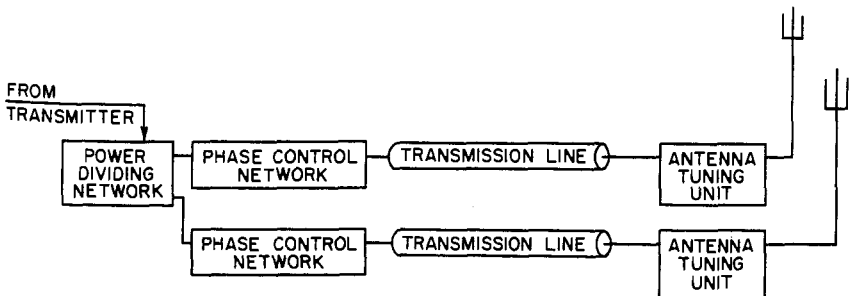 FROM
TRANSMITTER
POWER
DIVIDING
NETWORK
PHASE CONTROL
NETWORK
TRANSMISSION LINE
ANTENNA
TUNING
UNIT
PHASE CONTROL
NETWORK
TRANSMISSION LINE
ANTENNA
TUNING
UNIT